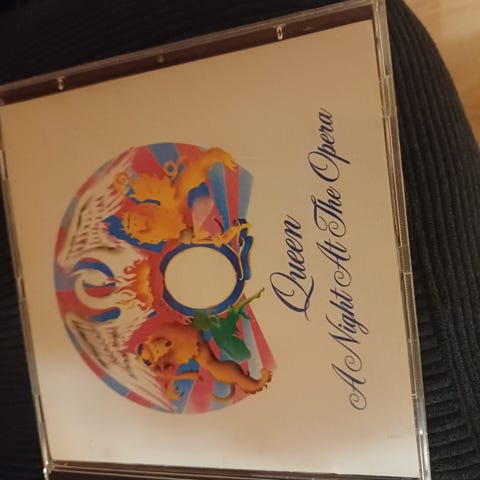 Queen
A Night At The Opera